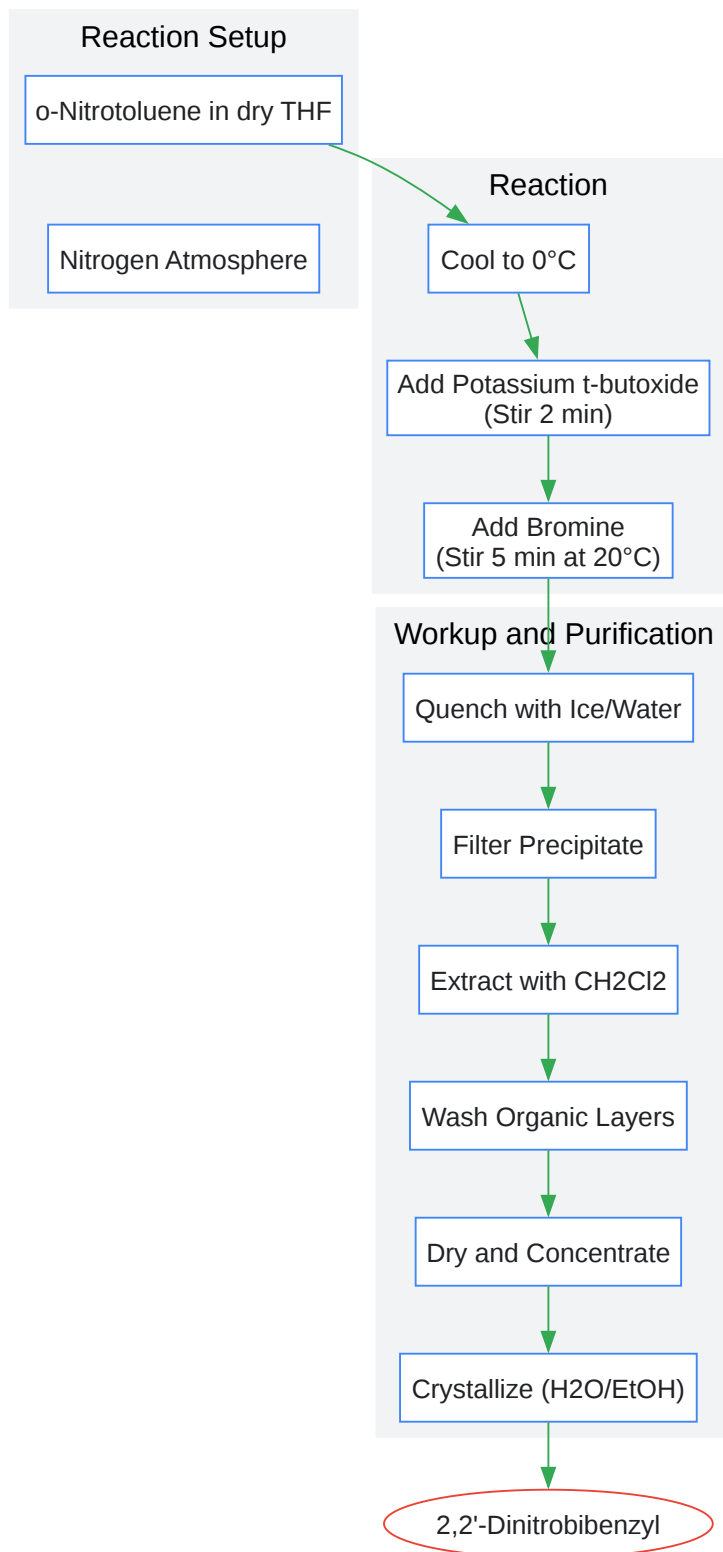 Reaction Setup
o-Nitrotoluene in dry THF
Nitrogen Atmosphere
Reaction
Cool to 0°C
Add Potassium t-butoxide
(Stir 2 min)
Add Bromine
(Stir 5 min at 20°C)
Workup and Purification
Quench with Ice/Water
Filter Precipitate
Extract with CH2Cl2
Wash Organic Layers
Dry and Concentrate
Crystallize (H2O/EtOH)
2,2'-Dinitrobibenzyl